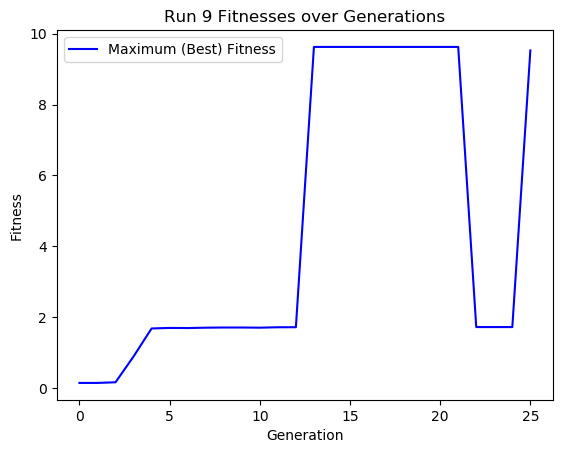 Run 9 Fitnesses over Generations
Maximum (Best) Fitness
Fitness
10
8
6
4
2
0
0 5 10 15 20 25
Generation